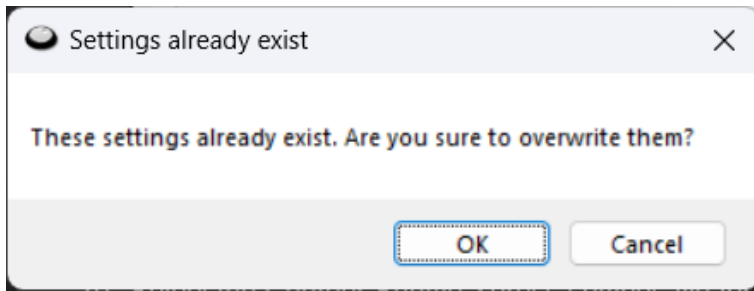 Settings already exist
These settings already exist. Are you sure to overwrite them?
OK Cancel